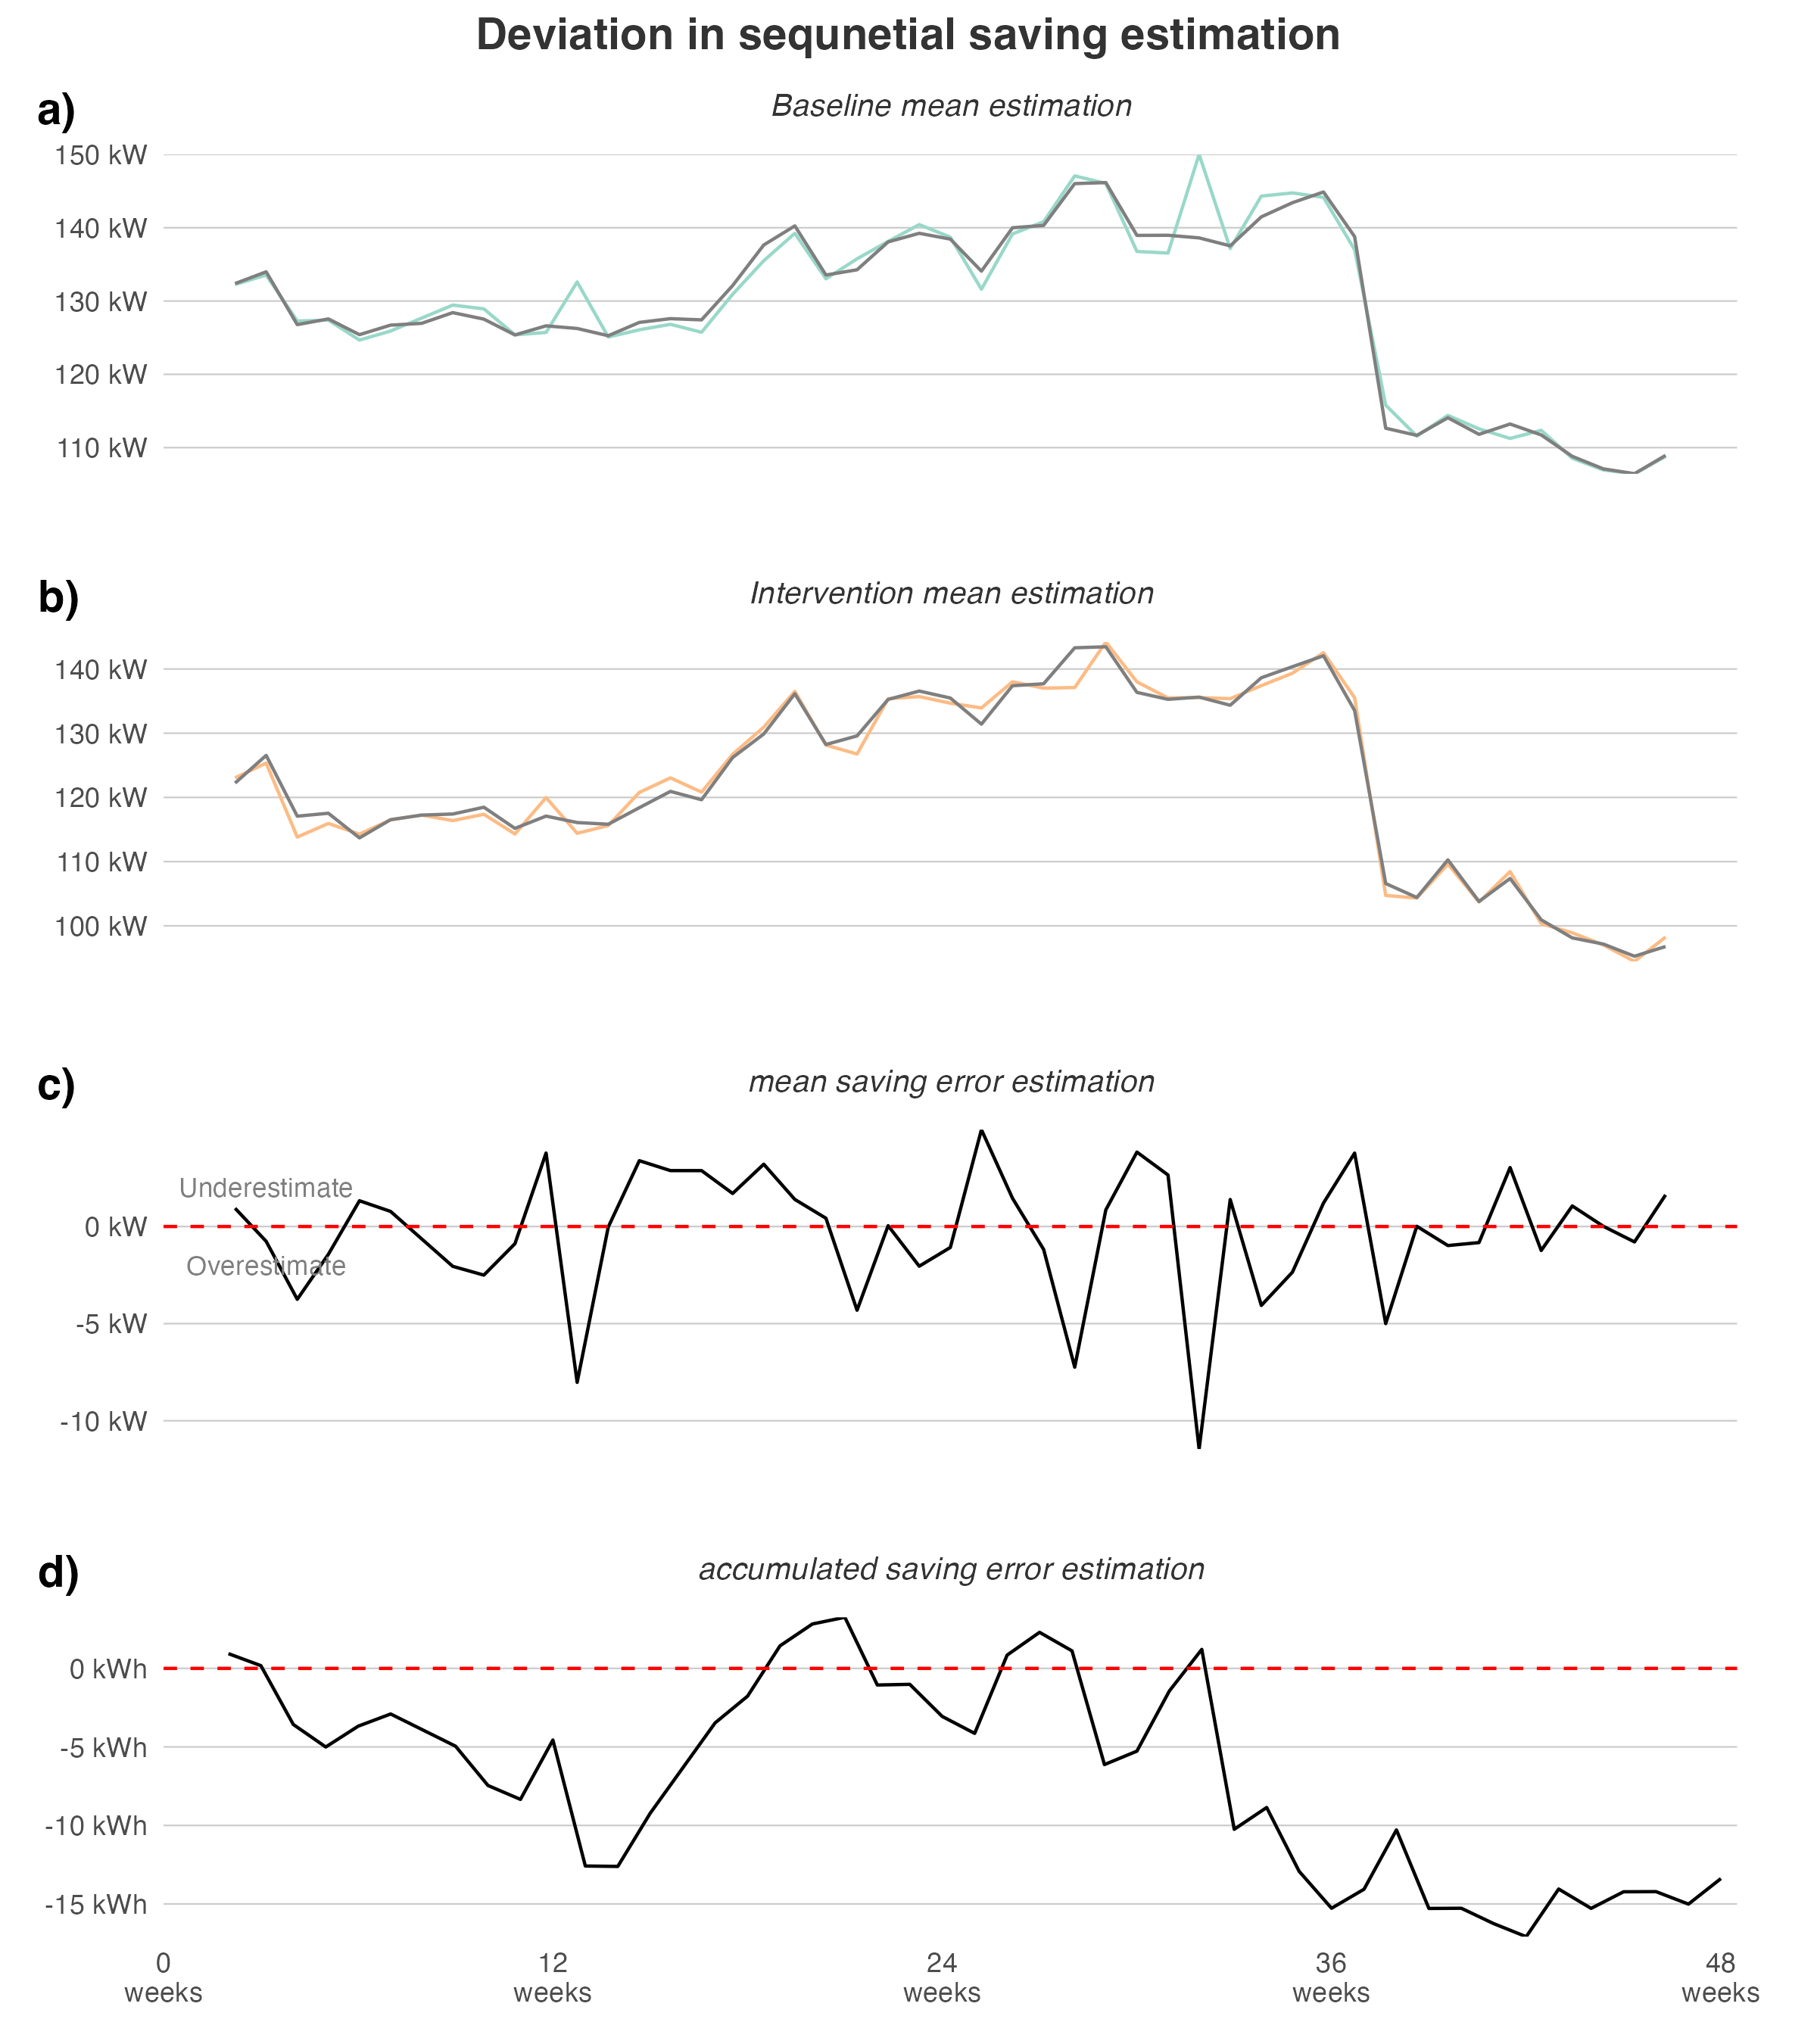 Deviation in sequnetial saving estimation
a)
Baseline mean estimation
150 kW
140 kW
130 kW
120 kW
110 kW
b)
Intervention mean estimation
140 kW
130 kW
120 kW
110 kW
100 kW
c)
mean saving error estimation
Underestimate
0 kW
Overestimate
-5 kW
-10 kW
d)
accumulated saving error estimation
0 kWh
-5 kWh
-10 kWh
-15 kWh
0 12 24 36 48
weeks weeks weeks weeks weeks